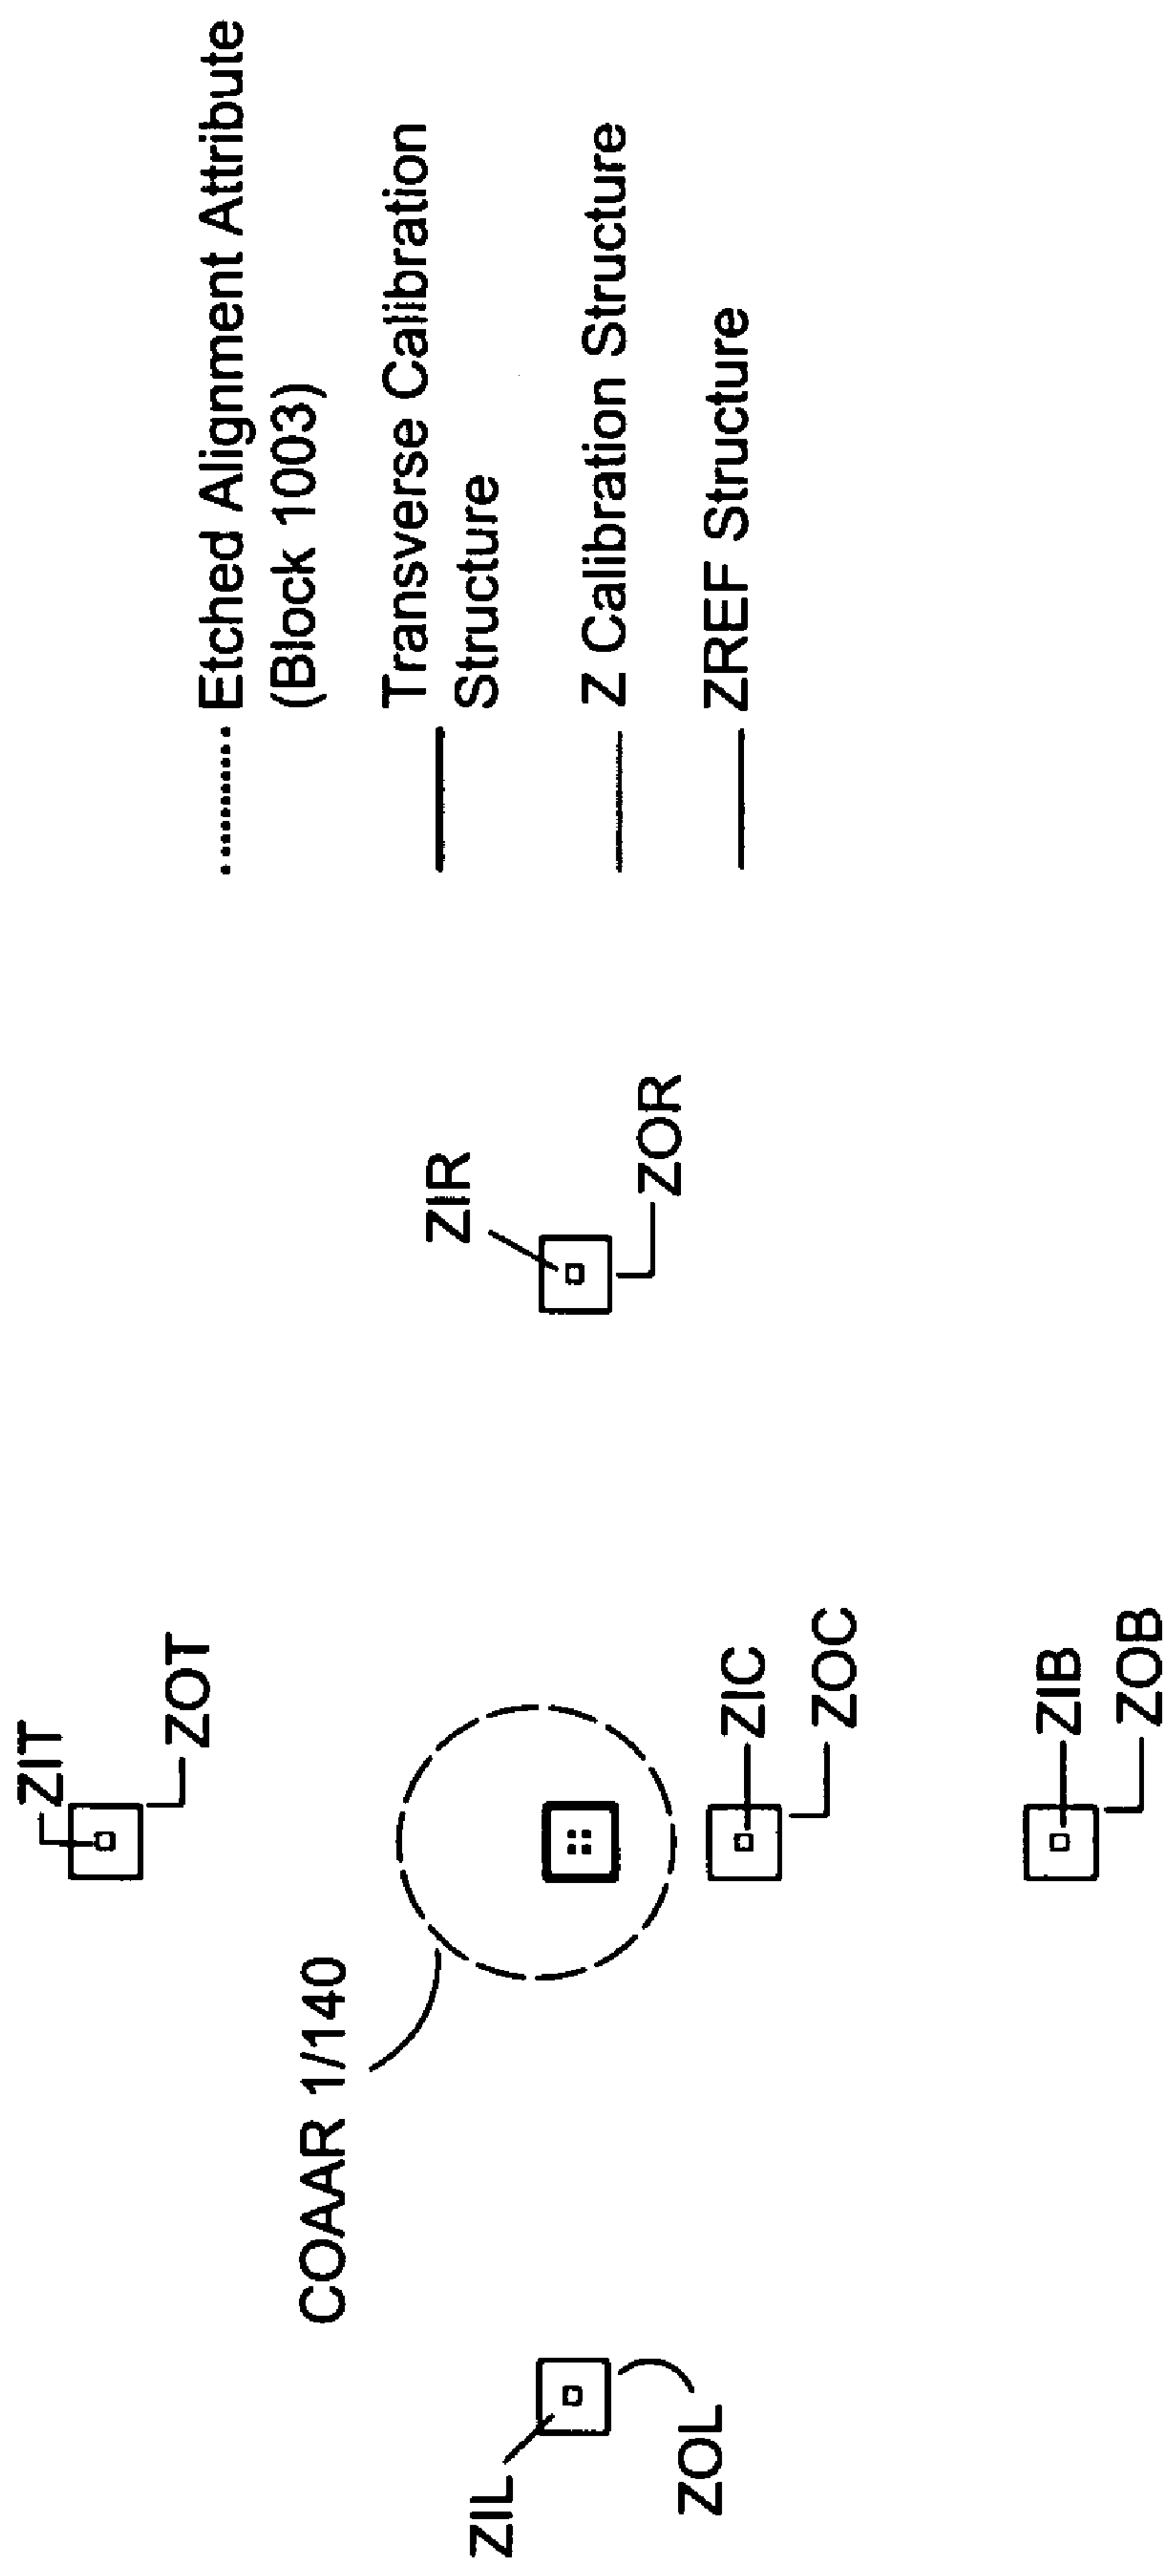 ZIT
ZOT
COAAR 1/140
ZIL
ZOL
ZIC
ZOC
ZIB
ZOB
ZIR
ZOR
Etched Alignment Attribute
(Block 1003)
Transverse Calibration
Structure
Z Calibration Structure
ZREF Structure